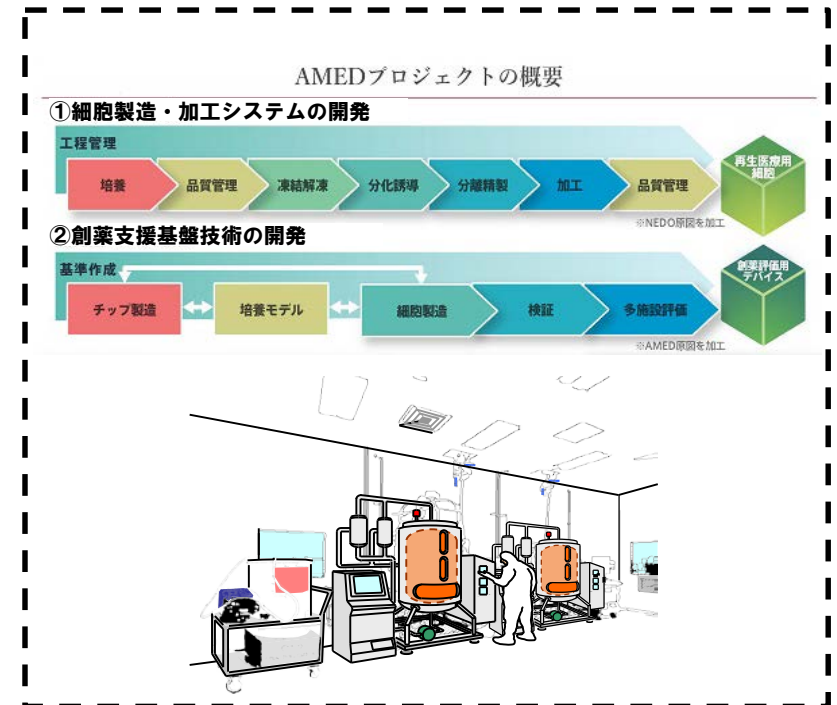 AMEDプロジェクトの概要
①細胞製造・加工システムの開発
工程管理
培養
品質管理
凍結解凍
分化誘導
分離精製
加工
品質管理
再生医療用
細胞
※NEDO原図を加工
②創薬支援基盤技術の開発
基準作成
チップ製造
培養モデル
細胞製造
検証
多施設評価
創薬評価用
デバイス
※AMED原図を加工